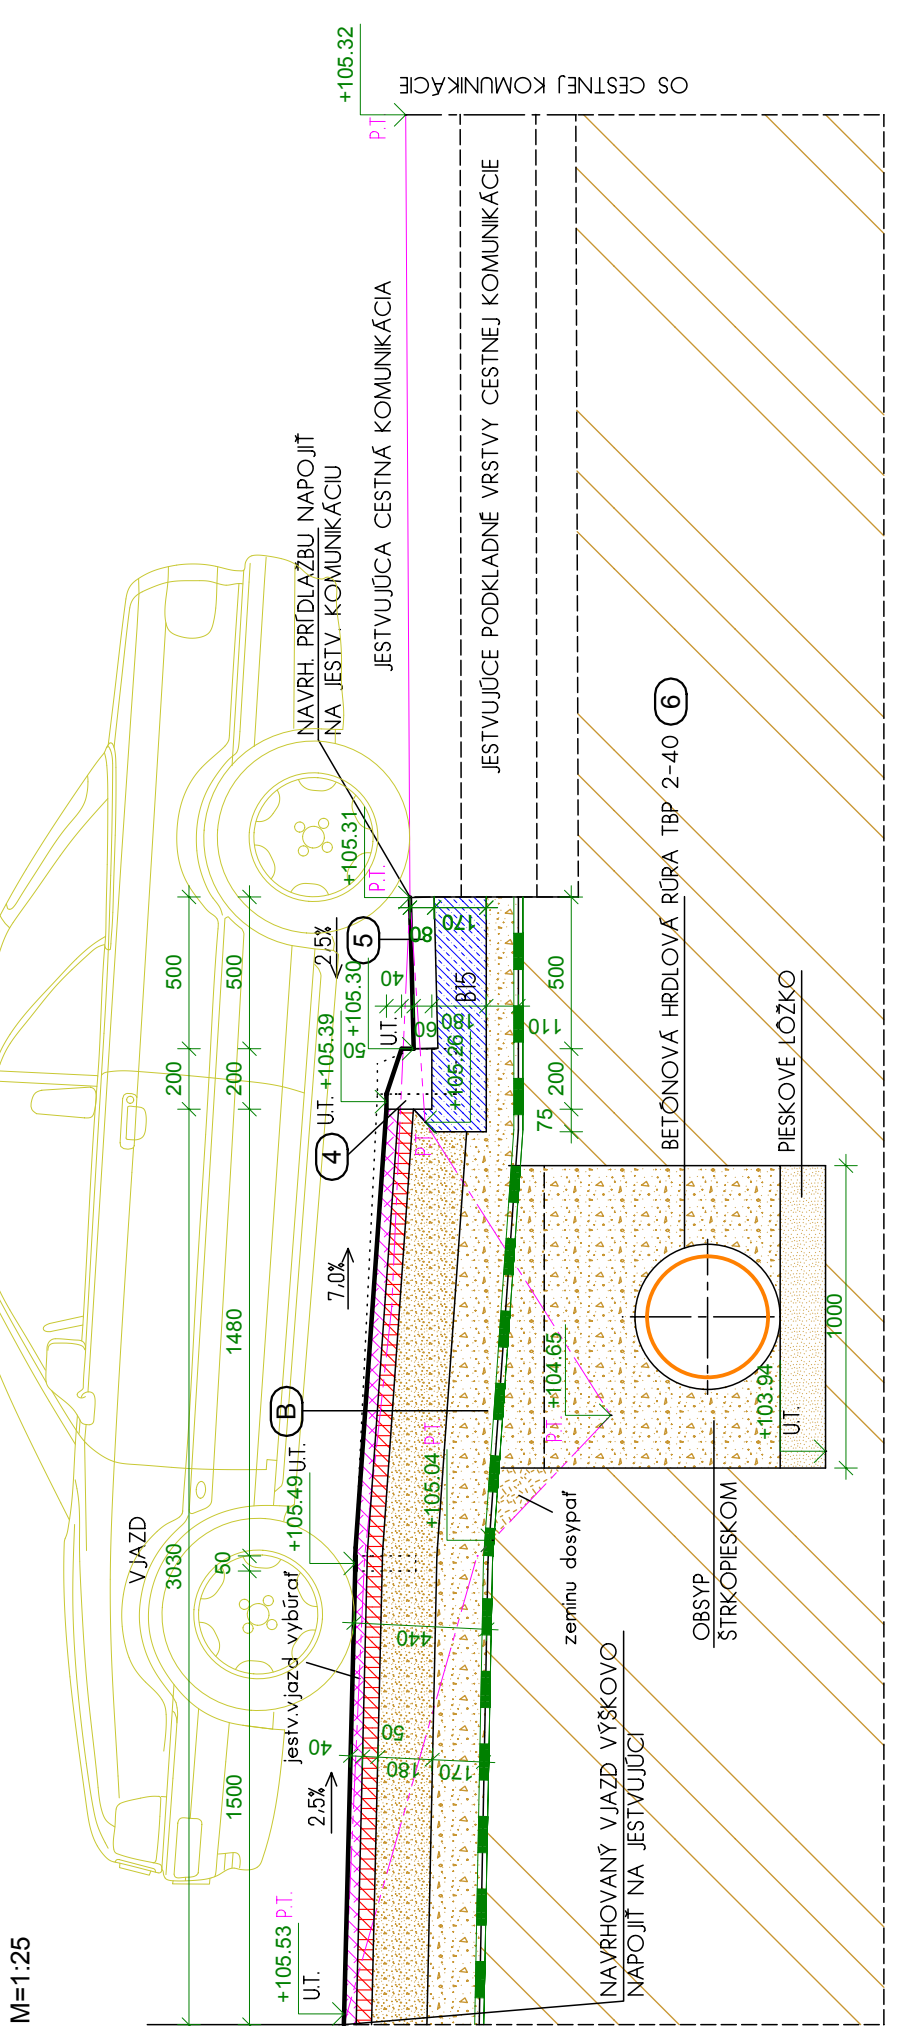 M=1:25
+105.32
OS CESTNEJ KOMUNIKÁCIE
P.T.
JESTVUJÚCA CESTNÁ KOMUNIKÁCIA
JESTVUJÚCE PODKLADNÉ VRSTVY CESTNEJ KOMUNIKÁCIE
NAVRH. PRÍDLAŽBU NAPOJIŤ
NA JESTV. KOMUNIKÁCIU
+105.31
P.T.
2,5%
5
+105.30
U.T.
+105.39
U.T.
4
7,0%
B
+105.49
U.T.
VJAZD
jestv.vjazd vybúrať
2,5%
+105.53 P.T.
U.T.
3030
500
200
500
200
1480
50
1500
40
50
60
80
170
180
B15
110
+105.26
P.T.
500
200
75
440
40
50
180
170
+105.04 P.T.
+104.65
P.T.
+103.94
U.T.
1000
BETÓNOVÁ HRDLOVÁ RÚRA TBP 2-40 6
PIESKOVÉ LÔŽKO
OBSYP
ŠTRKOPIESKOM
zeminu dosypať
NAVRHOVANÝ VJAZD VÝŠKOVO
NAPOJIŤ NA JESTVUJÚCI